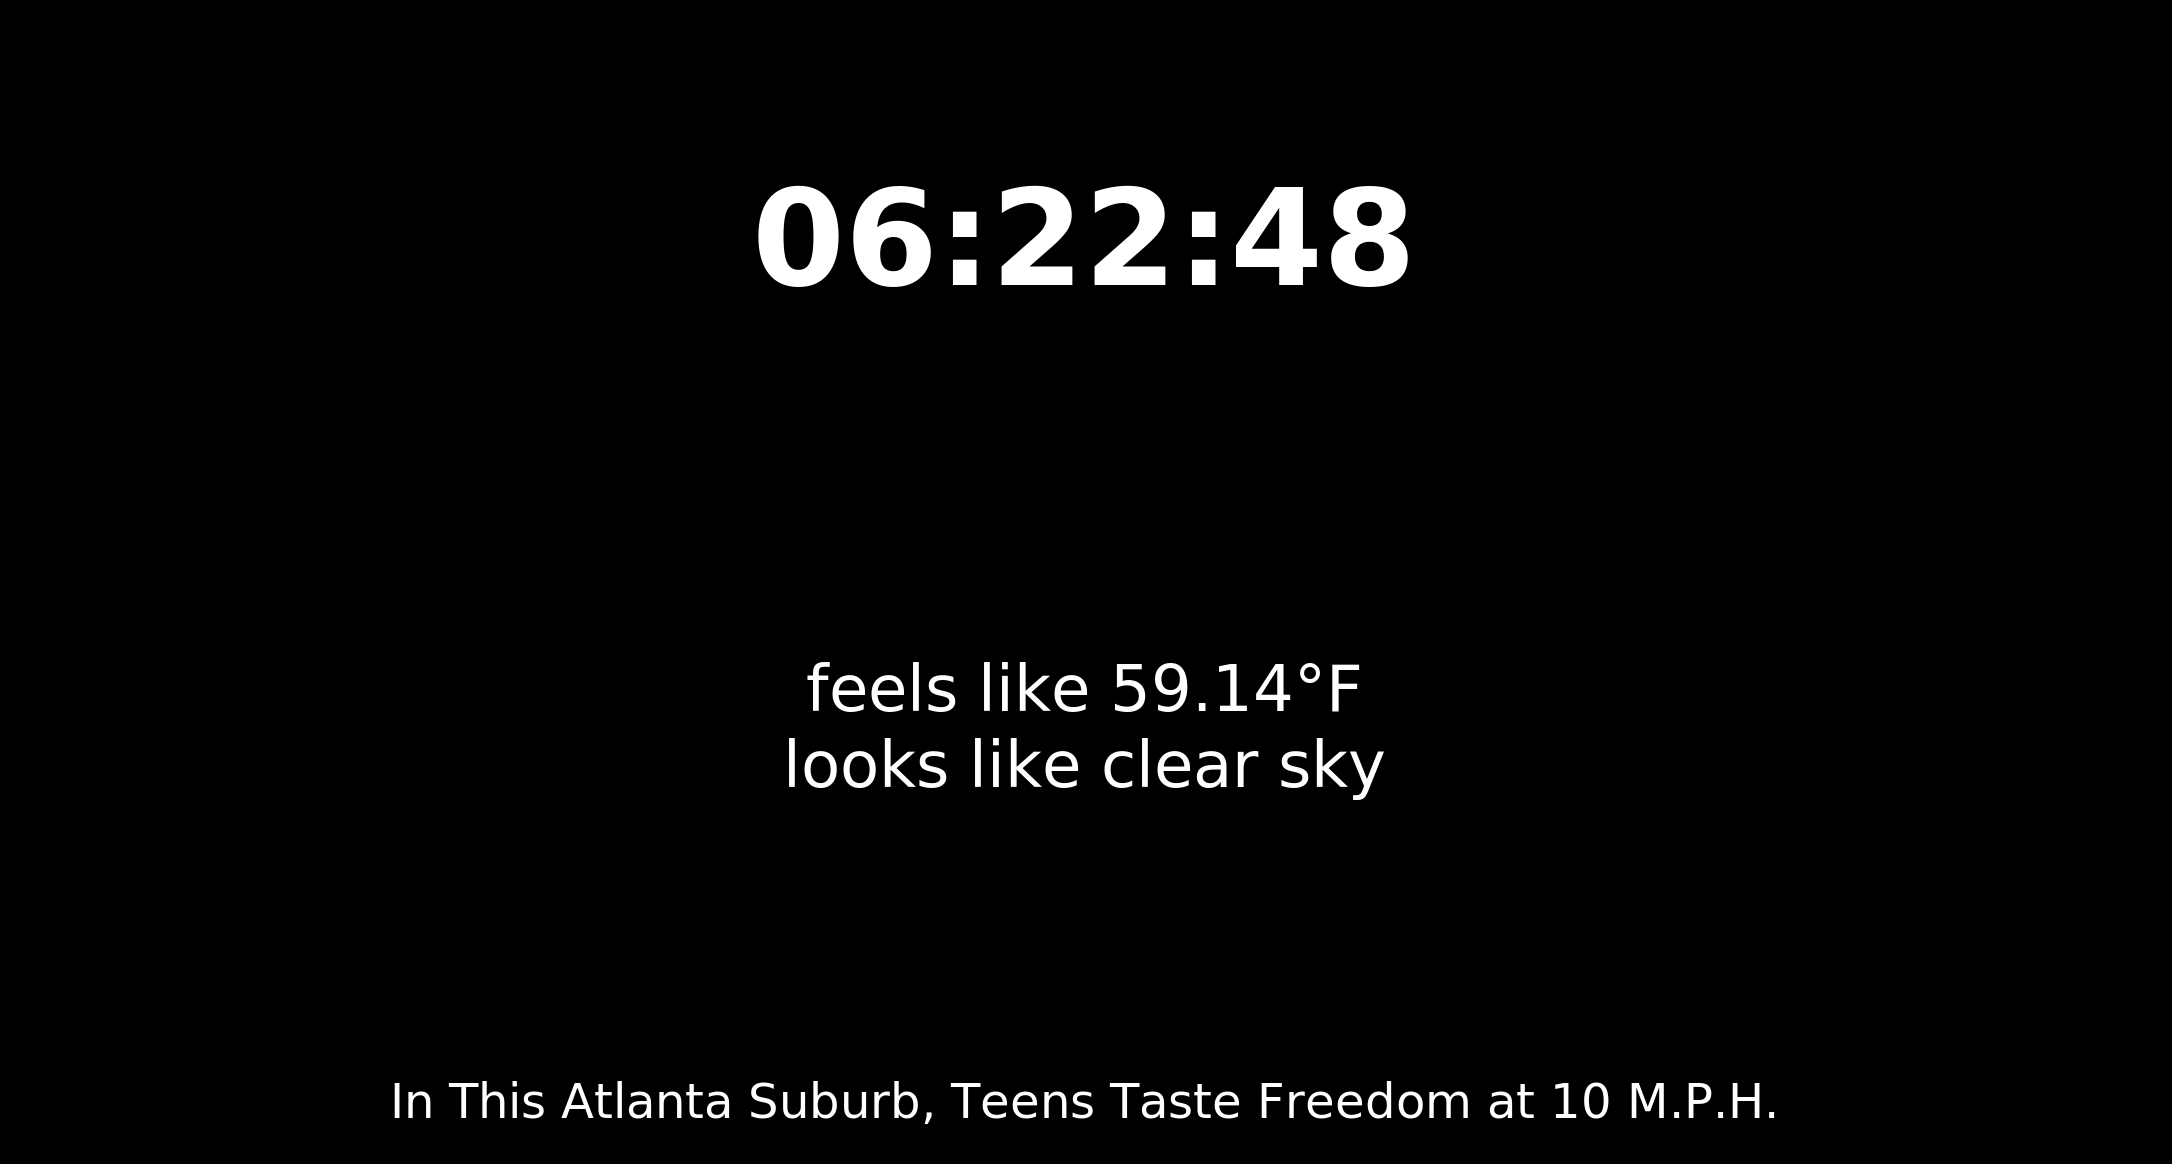 06:22:48
feels like 59.14°F
looks like clear sky
In This Atlanta Suburb, Teens Taste Freedom at 10 M.P.H.